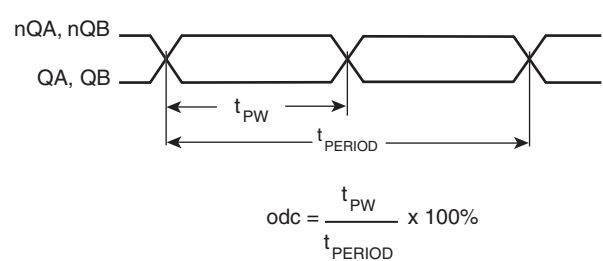 nQA, nQB
QA, QB
tPW
tPERIOD
odc = tPW / tPERIOD x 100%